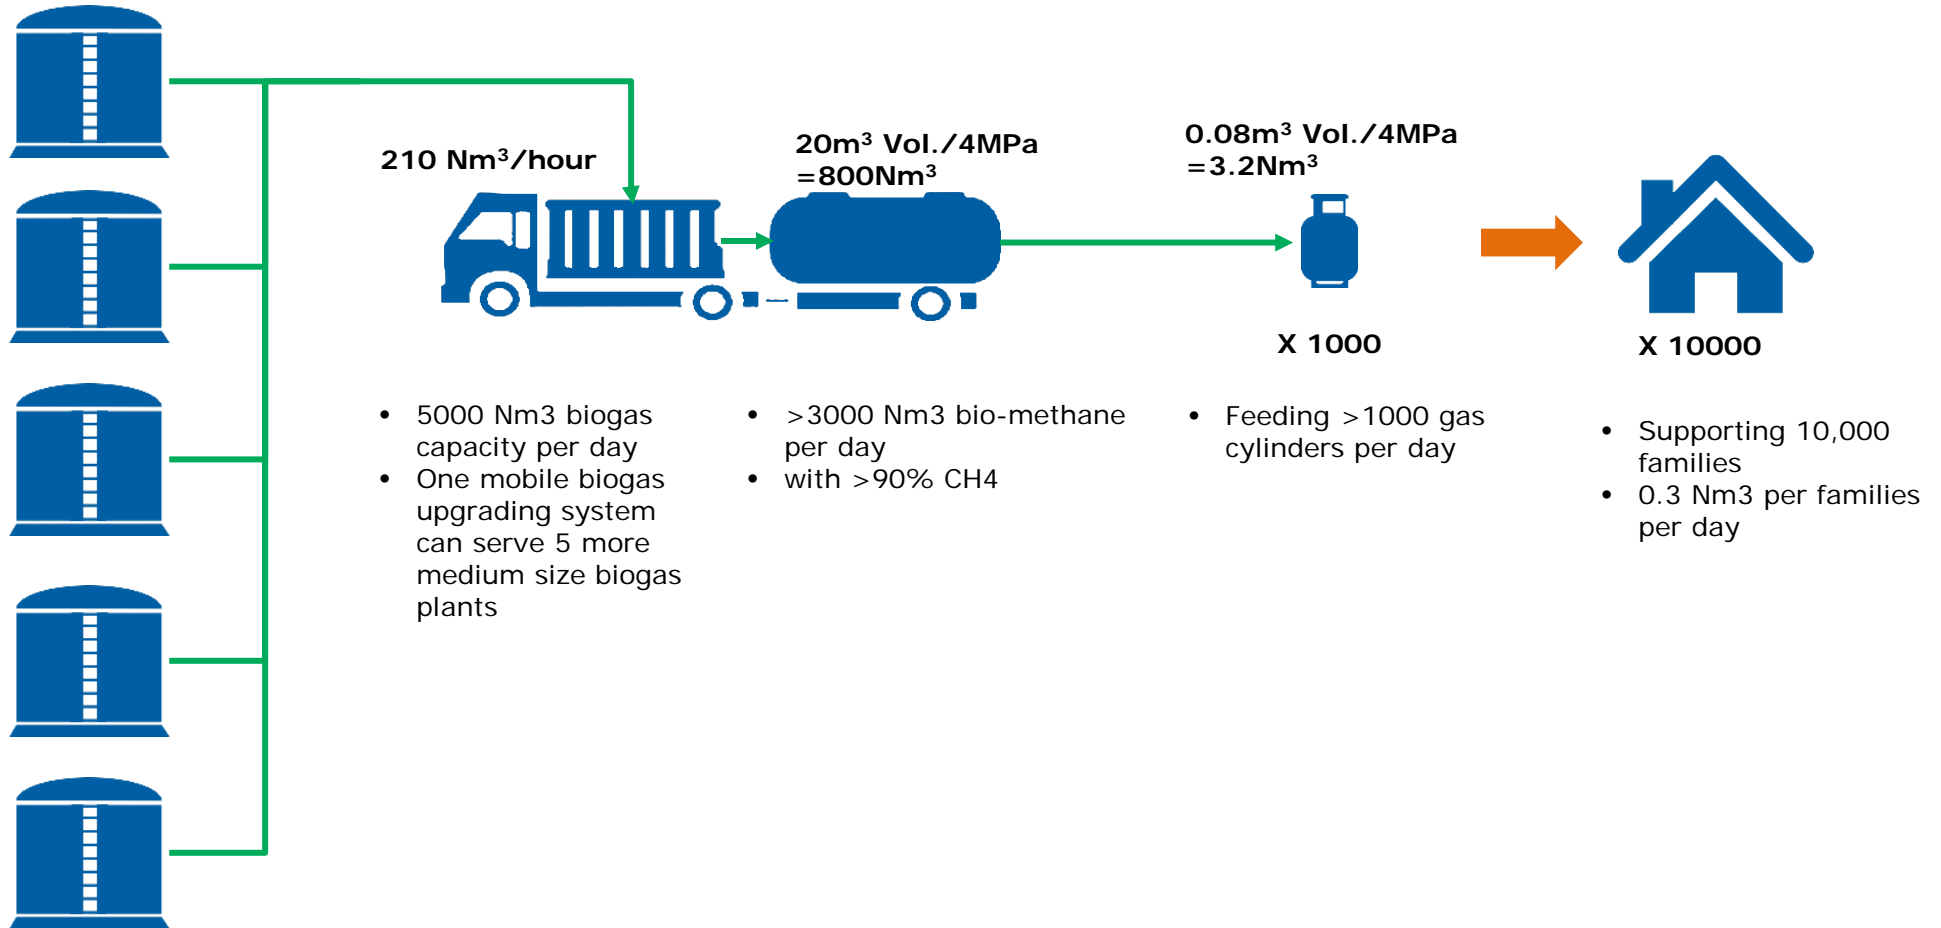 210 Nm³/hour
20m³ Vol./4MPa
=800Nm³
0.08m³ Vol./4MPa
=3.2Nm³
X 1000
X 10000
• 5000 Nm3 biogas
capacity per day
• One mobile biogas
upgrading system
can serve 5 more
medium size biogas
plants
• >3000 Nm3 bio-methane
per day
• with >90% CH4
• Feeding >1000 gas
cylinders per day
• Supporting 10,000
families
• 0.3 Nm3 per families
per day